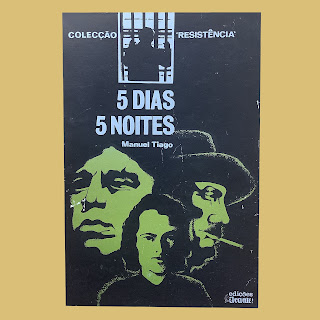 COLECÇÃO 'RESISTÊNCIA'
5 DIAS
5 NOITES
Manuel Tiago
edições
Avante!